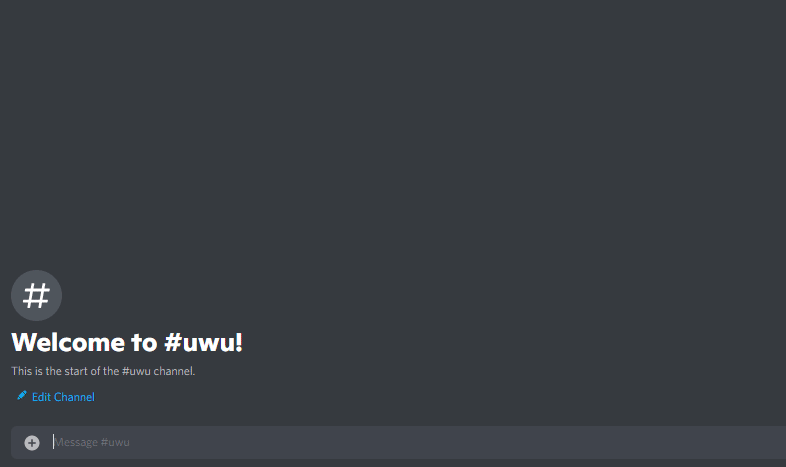 #
Welcome to #uwu!
This is the start of the #uwu channel.
Edit Channel
Message #uwu